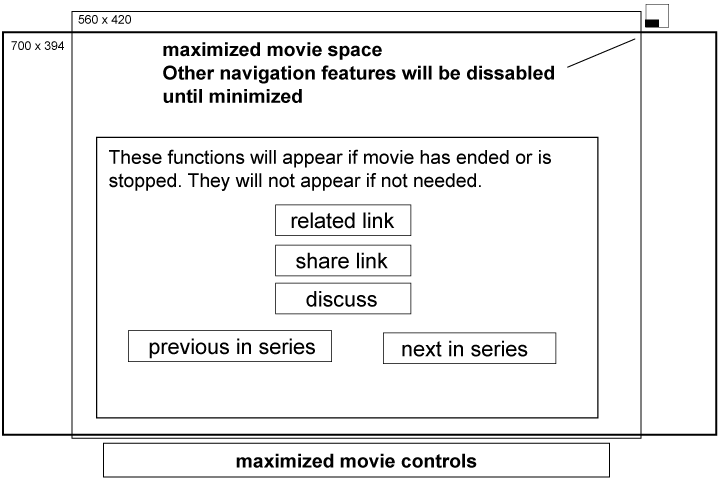 560 x 420
700 x 394
maximized movie space
Other navigation features will be dissabled
until minimized
These functions will appear if movie has ended or is
stopped. They will not appear if not needed.
related link
share link
discuss
previous in series
next in series
maximized movie controls